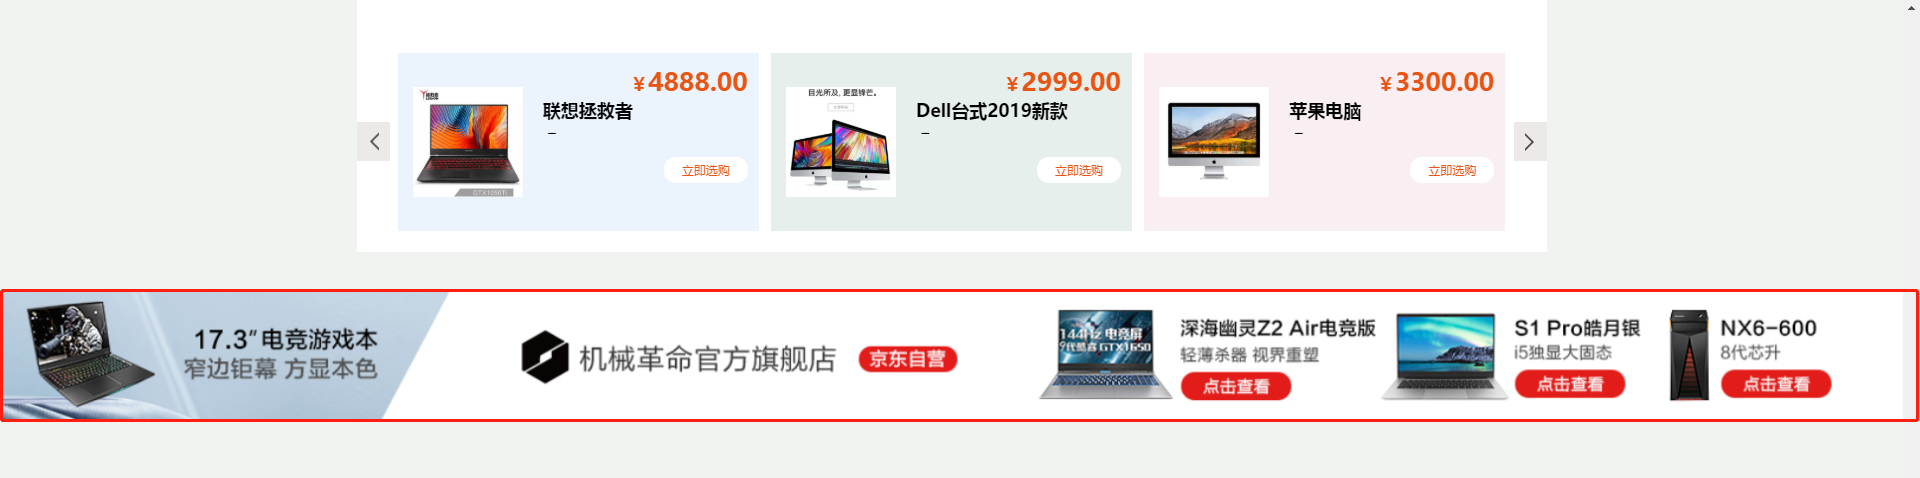 ¥4888.00
联想拯救者
立即选购
GTX1050Ti
¥2999.00
目光所及，更显锋芒。
Dell台式2019新款
立即选购
¥3300.00
苹果电脑
立即选购
17.3"电竞游戏本
窄边钜幕 方显本色
机械革命官方旗舰店
京东自营
144Hz 电竞屏
9代酷睿 GTX1650
深海幽灵Z2 Air电竞版
轻薄杀器 视界重塑
点击查看
S1 Pro皓月银
i5独显大固态
点击查看
NX6-600
8代芯升
点击查看